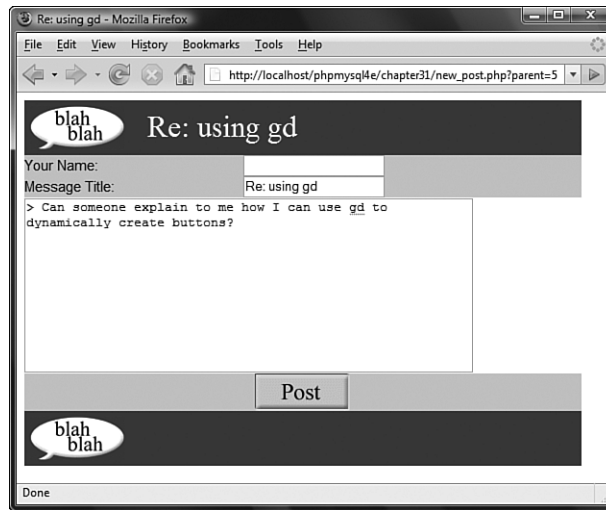 Re: using gd - Mozilla Firefox
File Edit View History Bookmarks Tools Help
http://localhost/phpmysql4e/chapter31/new_post.php?parent=5
blah
blah
Re: using gd
Your Name:
Message Title: Re: using gd
> Can someone explain to me how I can use gd to
dynamically create buttons?
Post
blah
blah
Done